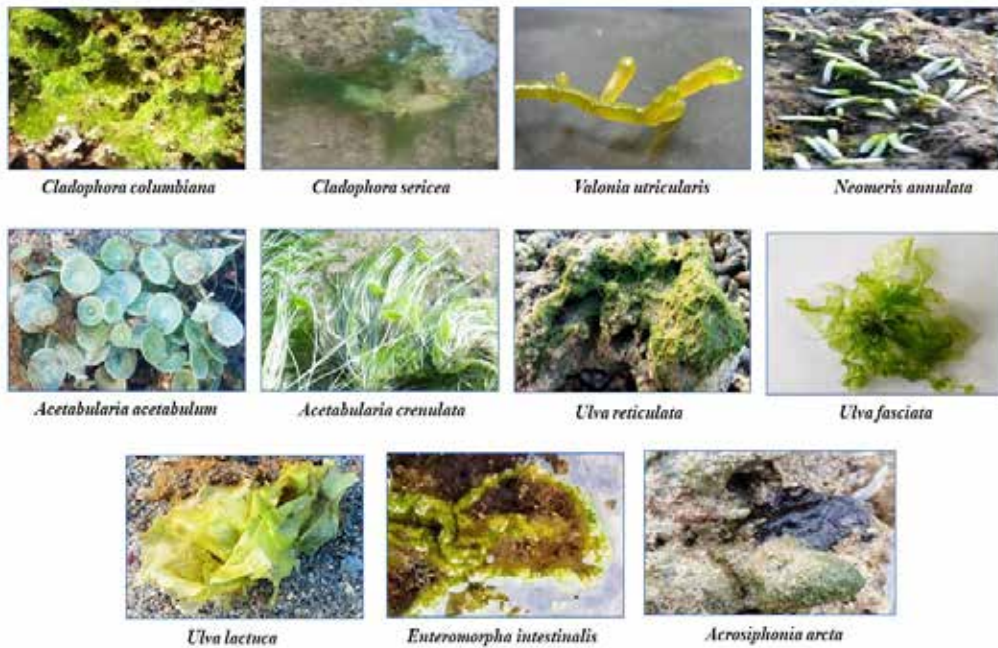 Cladophora columbiana
Cladophora sericea
Valonia utricularis
Neomeris annulata
Acetabularia acetabulum
Acetabularia crenulata
Ulva reticulata
Ulva fasciata
Ulva lactuca
Enteromorpha intestinalis
Acrosiphonia arcta